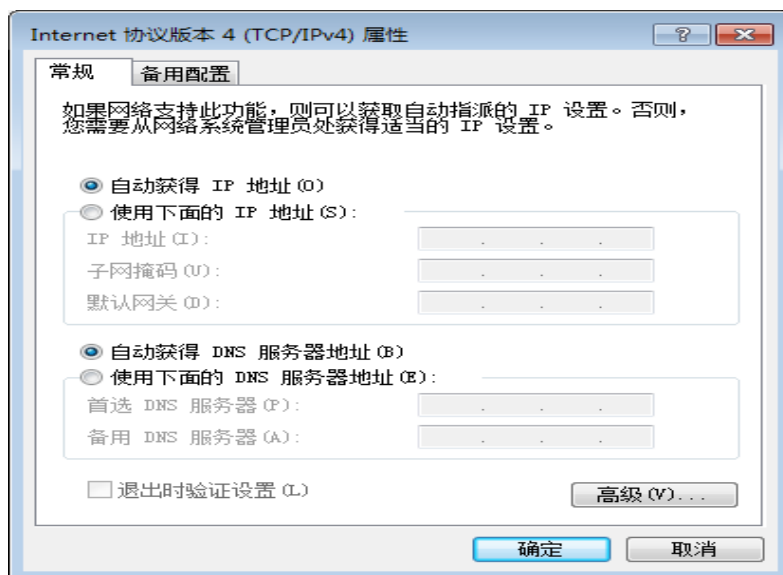 Internet 协议版本 4 (TCP/IPv4) 属性
常规
备用配置
如果网络支持此功能，则可以获取自动指派的 IP 设置。否则，
您需要从网络系统管理员处获得适当的 IP 设置。
自动获得 IP 地址(O)
使用下面的 IP 地址(S):
IP 地址(I):
子网掩码(U):
默认网关(D):
自动获得 DNS 服务器地址(B)
使用下面的 DNS 服务器地址(E):
首选 DNS 服务器(P):
备用 DNS 服务器(A):
退出时验证设置(L)
高级(V)...
确定
取消